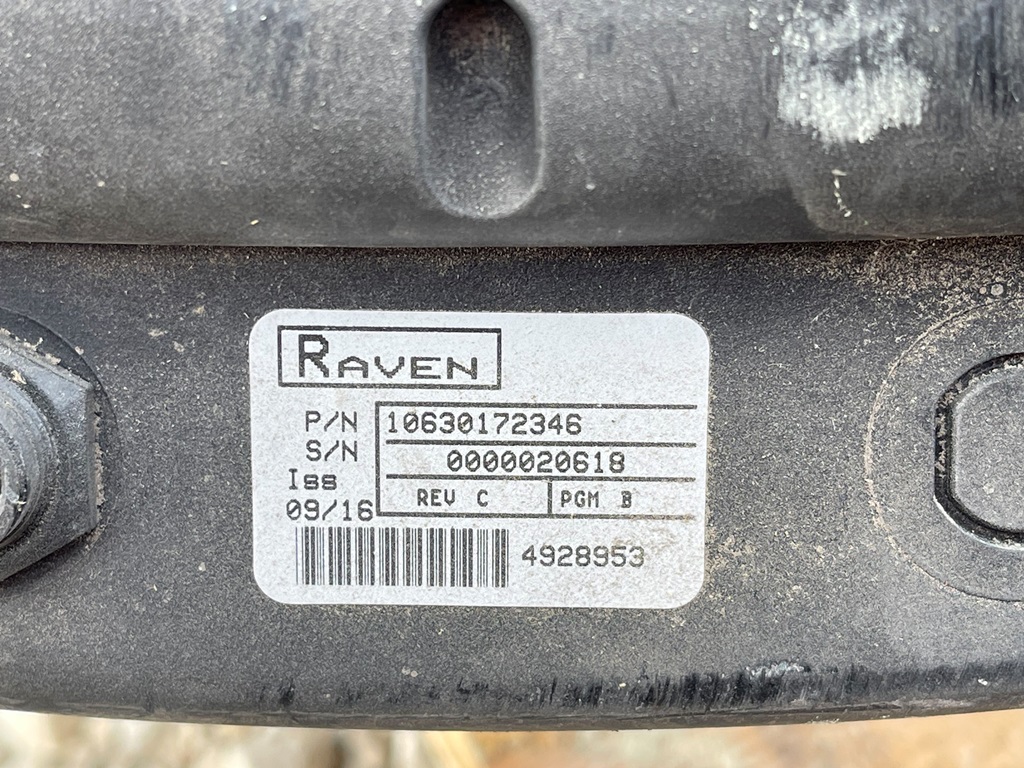 RAVEN
P/N 10630172346
S/N 0000020618
Iss REV C PGM B
09/16
4928953